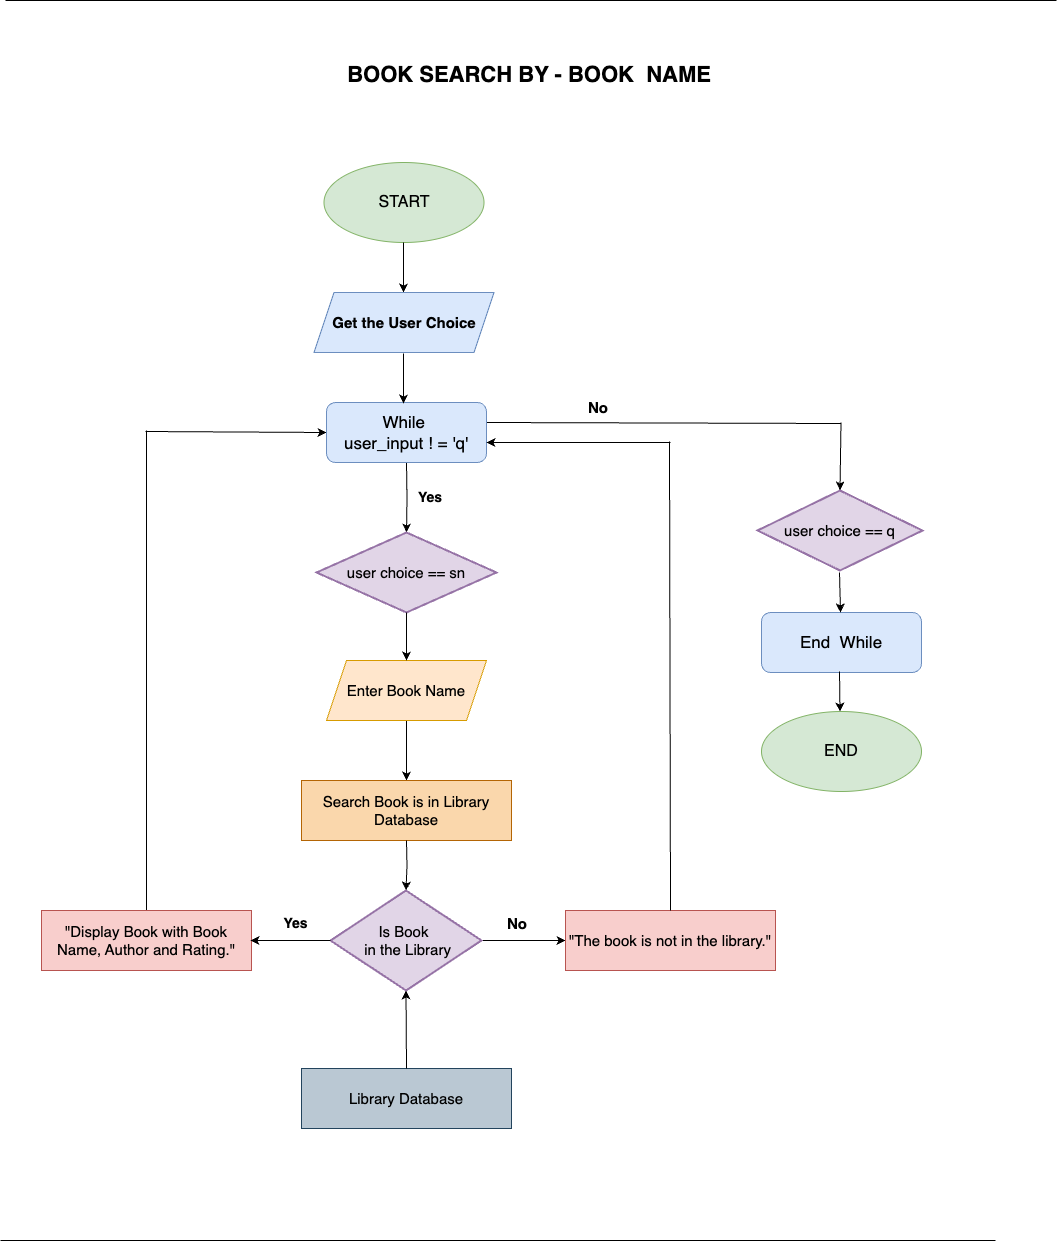 BOOK SEARCH BY - BOOK  NAME
START
Get the User Choice
While
user_input ! = 'q'
No
Yes
user choice == q
user choice == sn
End  While
Enter Book Name
END
Search Book is in Library
Database
Yes
No
"Display Book with Book
Name, Author and Rating."
Is Book
in the Library
"The book is not in the library."
Library Database